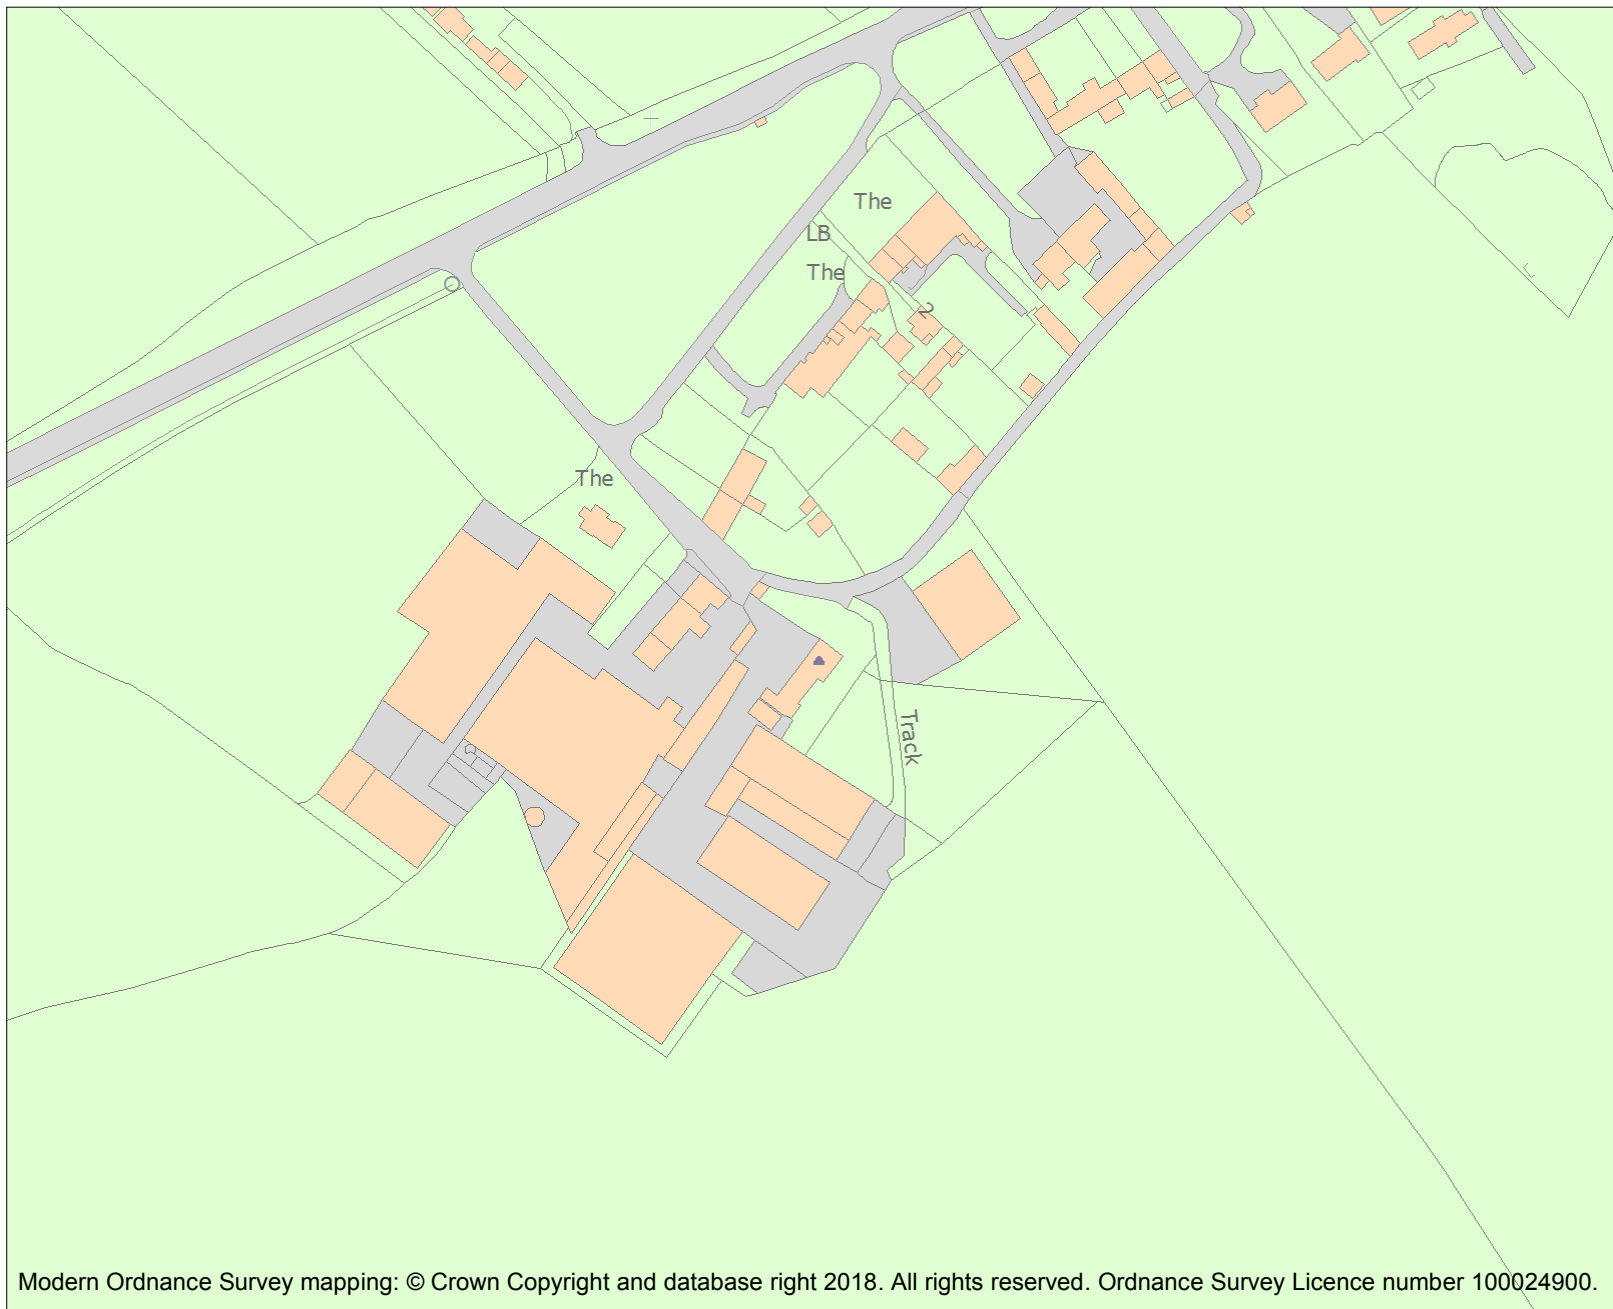 The
LB
The
2
The
Track
Modern Ordnance Survey mapping: © Crown Copyright and database right 2018. All rights reserved. Ordnance Survey Licence number 100024900.